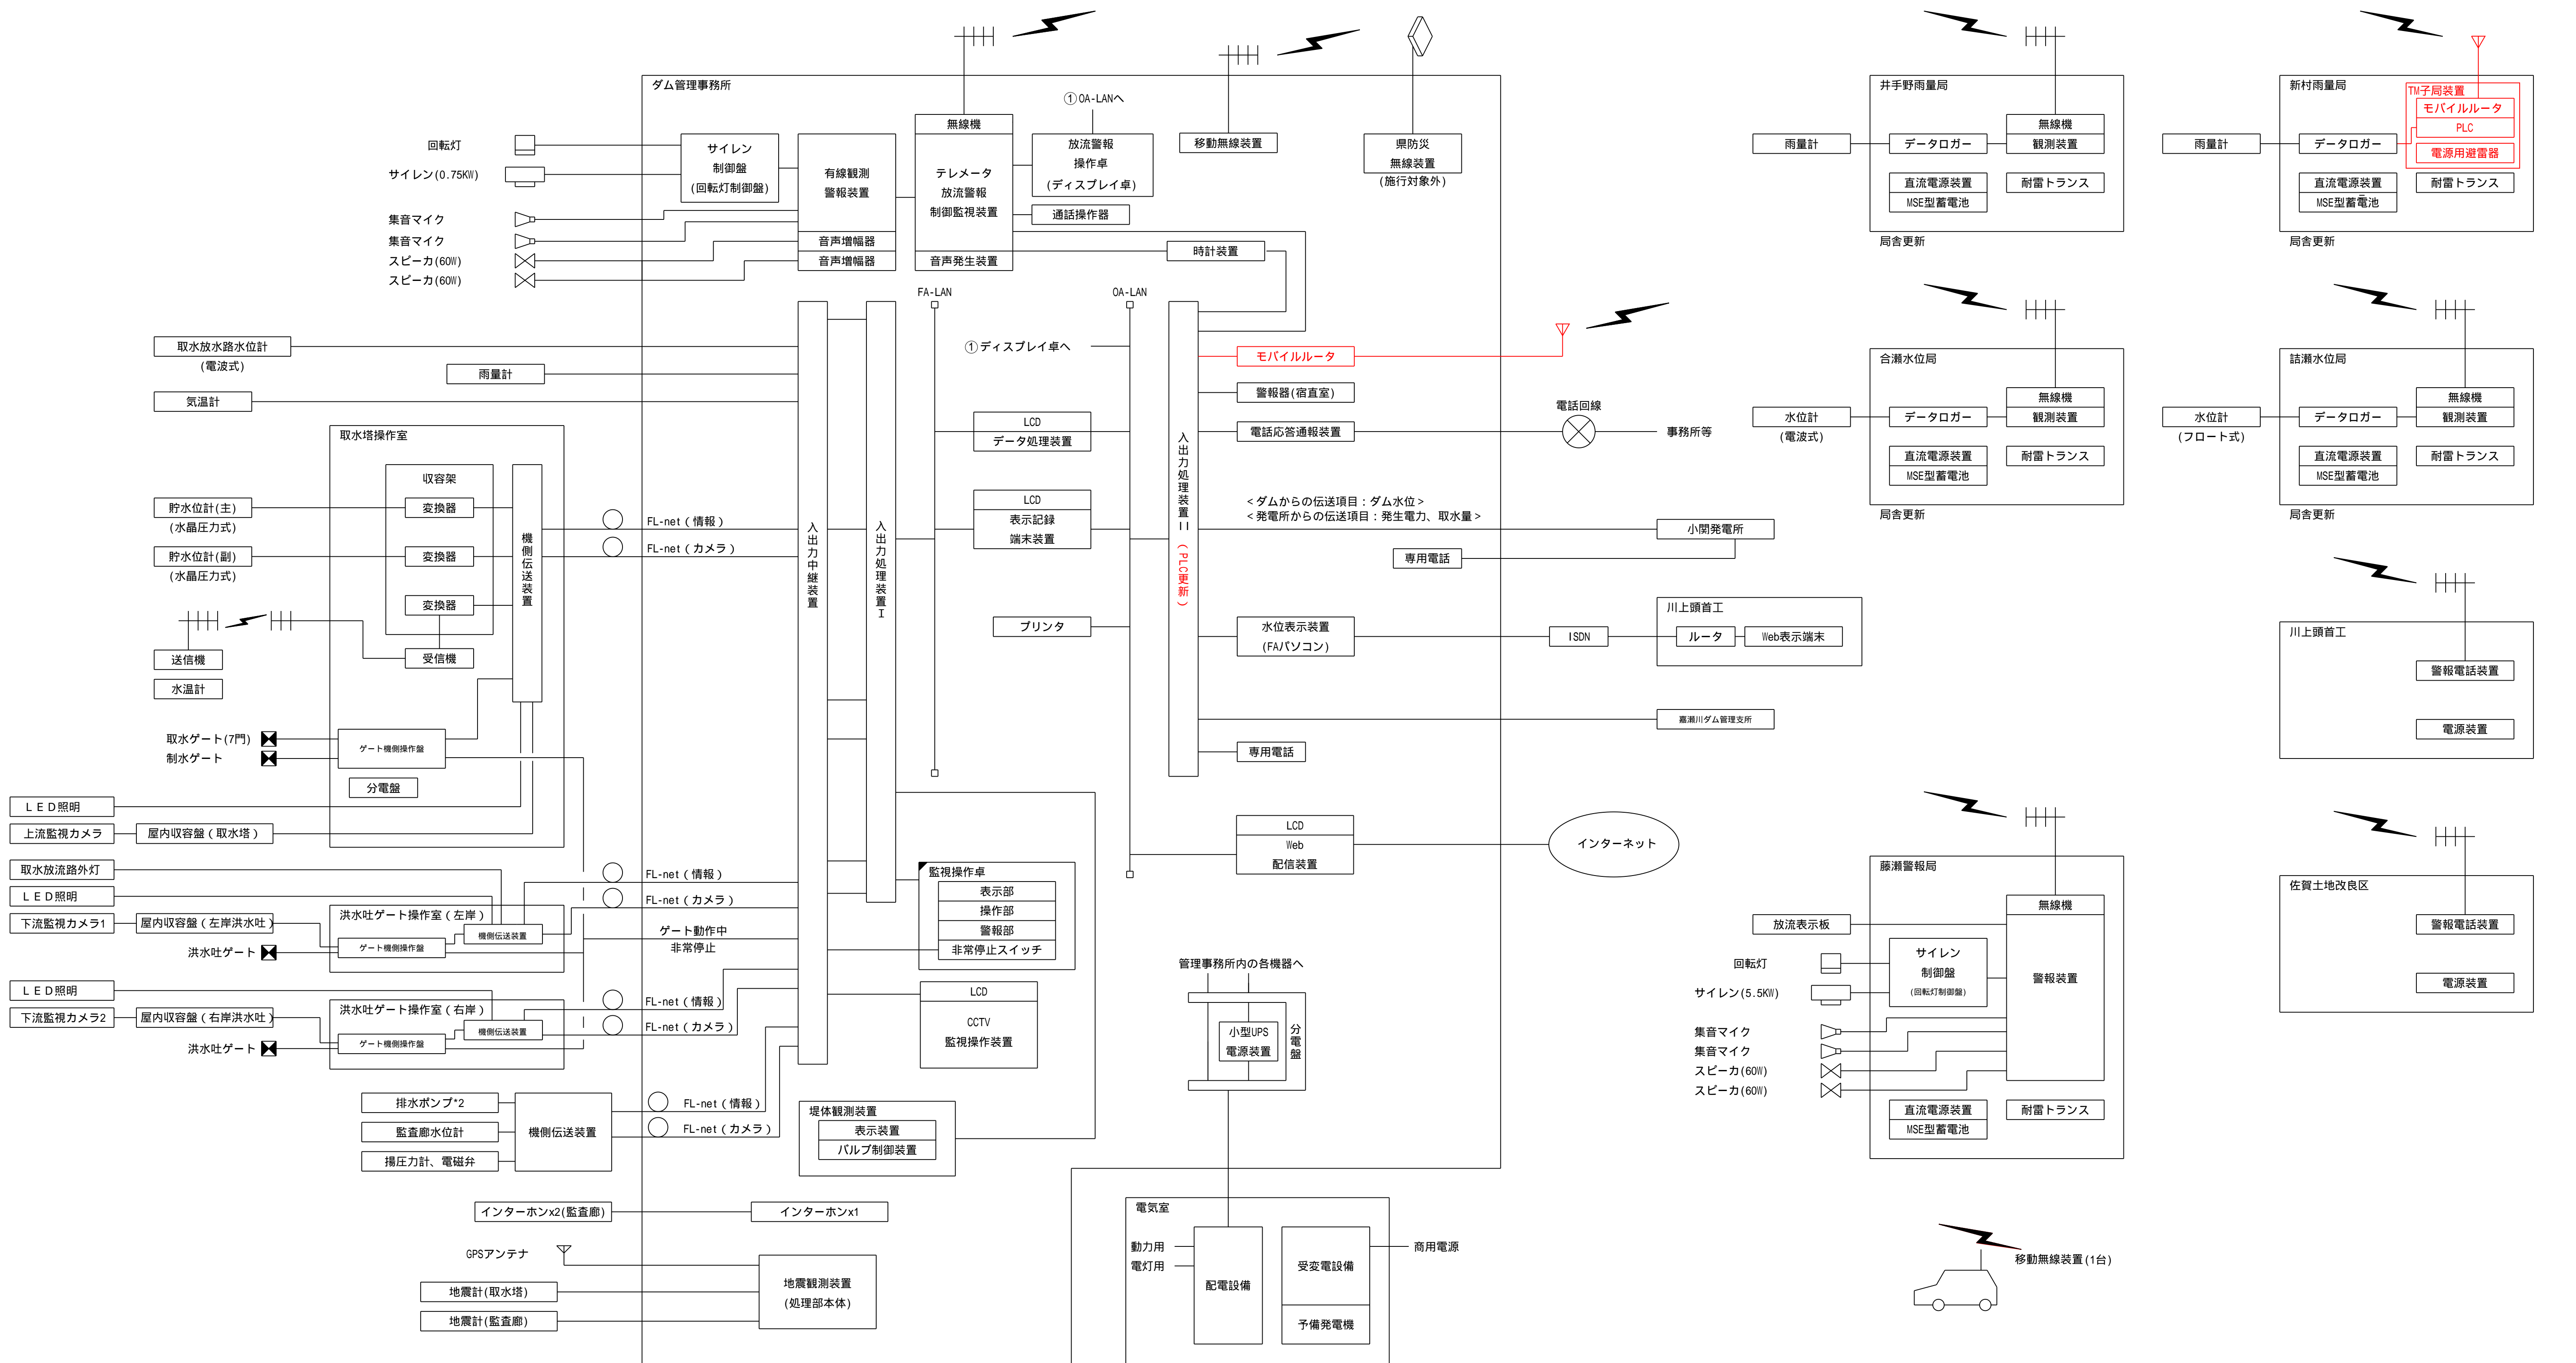 ダム管理事務所
①OA-LANへ
無線機
回転灯
サイレン(0.75KW)
集音マイク
集音マイク
スピーカ(60W)
スピーカ(60W)
サイレン
制御盤
(回転灯制御盤)
有線観測
警報装置
音声増幅器
音声増幅器
テレメータ
放流警報
制御監視装置
音声発生装置
放流警報
操作卓
(ディスプレイ卓)
通話操作器
時計装置
移動無線装置
県防災
無線装置
(施行対象外)
FA-LAN
OA-LAN
①ディスプレイ卓へ
取水放水路水位計
(電波式)
雨量計
気温計
取水塔操作室
収容架
変換器
変換器
変換器
受信機
機側伝送装置
貯水位計(主)
(水晶圧力式)
貯水位計(副)
(水晶圧力式)
送信機
水温計
取水ゲート(7門)
制水ゲート
ゲート機側操作盤
分電盤
LED照明
上流監視カメラ
屋内収容盤(取水塔)
FL-net(情報)
FL-net(カメラ)
入出力中継装置
入出力処理装置I
LCD
データ処理装置
LCD
表示記録
端末装置
プリンタ
入出力処理装置II(PLC更新)
モバイルルータ
警報器(宿直室)
電話応答通報装置
電話回線
事務所等
<ダムからの伝送項目:ダム水位>
<発電所からの伝送項目:発生電力、取水量>
小関発電所
専用電話
水位表示装置
(FAパソコン)
ISDN
川上頭首工
ルータ
Web表示端末
嘉瀬川ダム管理支所
専用電話
LCD
Web
配信装置
インターネット
取水放流路外灯
LED照明
下流監視カメラ1
屋内収容盤(左岸洪水吐)
洪水吐ゲート
洪水吐ゲート操作室(左岸)
ゲート機側操作盤
機側伝送装置
FL-net(情報)
FL-net(カメラ)
ゲート動作中
非常停止
LED照明
下流監視カメラ2
屋内収容盤(右岸洪水吐)
洪水吐ゲート
洪水吐ゲート操作室(右岸)
ゲート機側操作盤
機側伝送装置
FL-net(情報)
FL-net(カメラ)
監視操作卓
表示部
操作部
警報部
非常停止スイッチ
LCD
CCTV
監視操作装置
管理事務所内の各機器へ
小型UPS
電源装置
分電盤
排水ポンプ*2
監査廊水位計
揚圧力計、電磁弁
機側伝送装置
FL-net(情報)
FL-net(カメラ)
堤体観測装置
表示装置
バルブ制御装置
インターホンx2(監査廊)
インターホンx1
GPSアンテナ
地震計(取水塔)
地震計(監査廊)
地震観測装置
(処理部本体)
電気室
動力用
電灯用
配電設備
受変電設備
予備発電機
商用電源
井手野雨量局
雨量計
データロガー
無線機
観測装置
直流電源装置
MSE型蓄電池
耐雷トランス
局舎更新
新村雨量局
TM子局装置
モバイルルータ
PLC
電源用避雷器
雨量計
データロガー
直流電源装置
MSE型蓄電池
耐雷トランス
局舎更新
合瀬水位局
水位計
(電波式)
データロガー
無線機
観測装置
直流電源装置
MSE型蓄電池
耐雷トランス
局舎更新
詰瀬水位局
水位計
(フロート式)
データロガー
無線機
観測装置
直流電源装置
MSE型蓄電池
耐雷トランス
局舎更新
川上頭首工
警報電話装置
電源装置
藤瀬警報局
放流表示板
回転灯
サイレン(5.5KW)
集音マイク
集音マイク
スピーカ(60W)
スピーカ(60W)
サイレン
制御盤
(回転灯制御盤)
無線機
警報装置
直流電源装置
MSE型蓄電池
耐雷トランス
佐賀土地改良区
警報電話装置
電源装置
移動無線装置(1台)